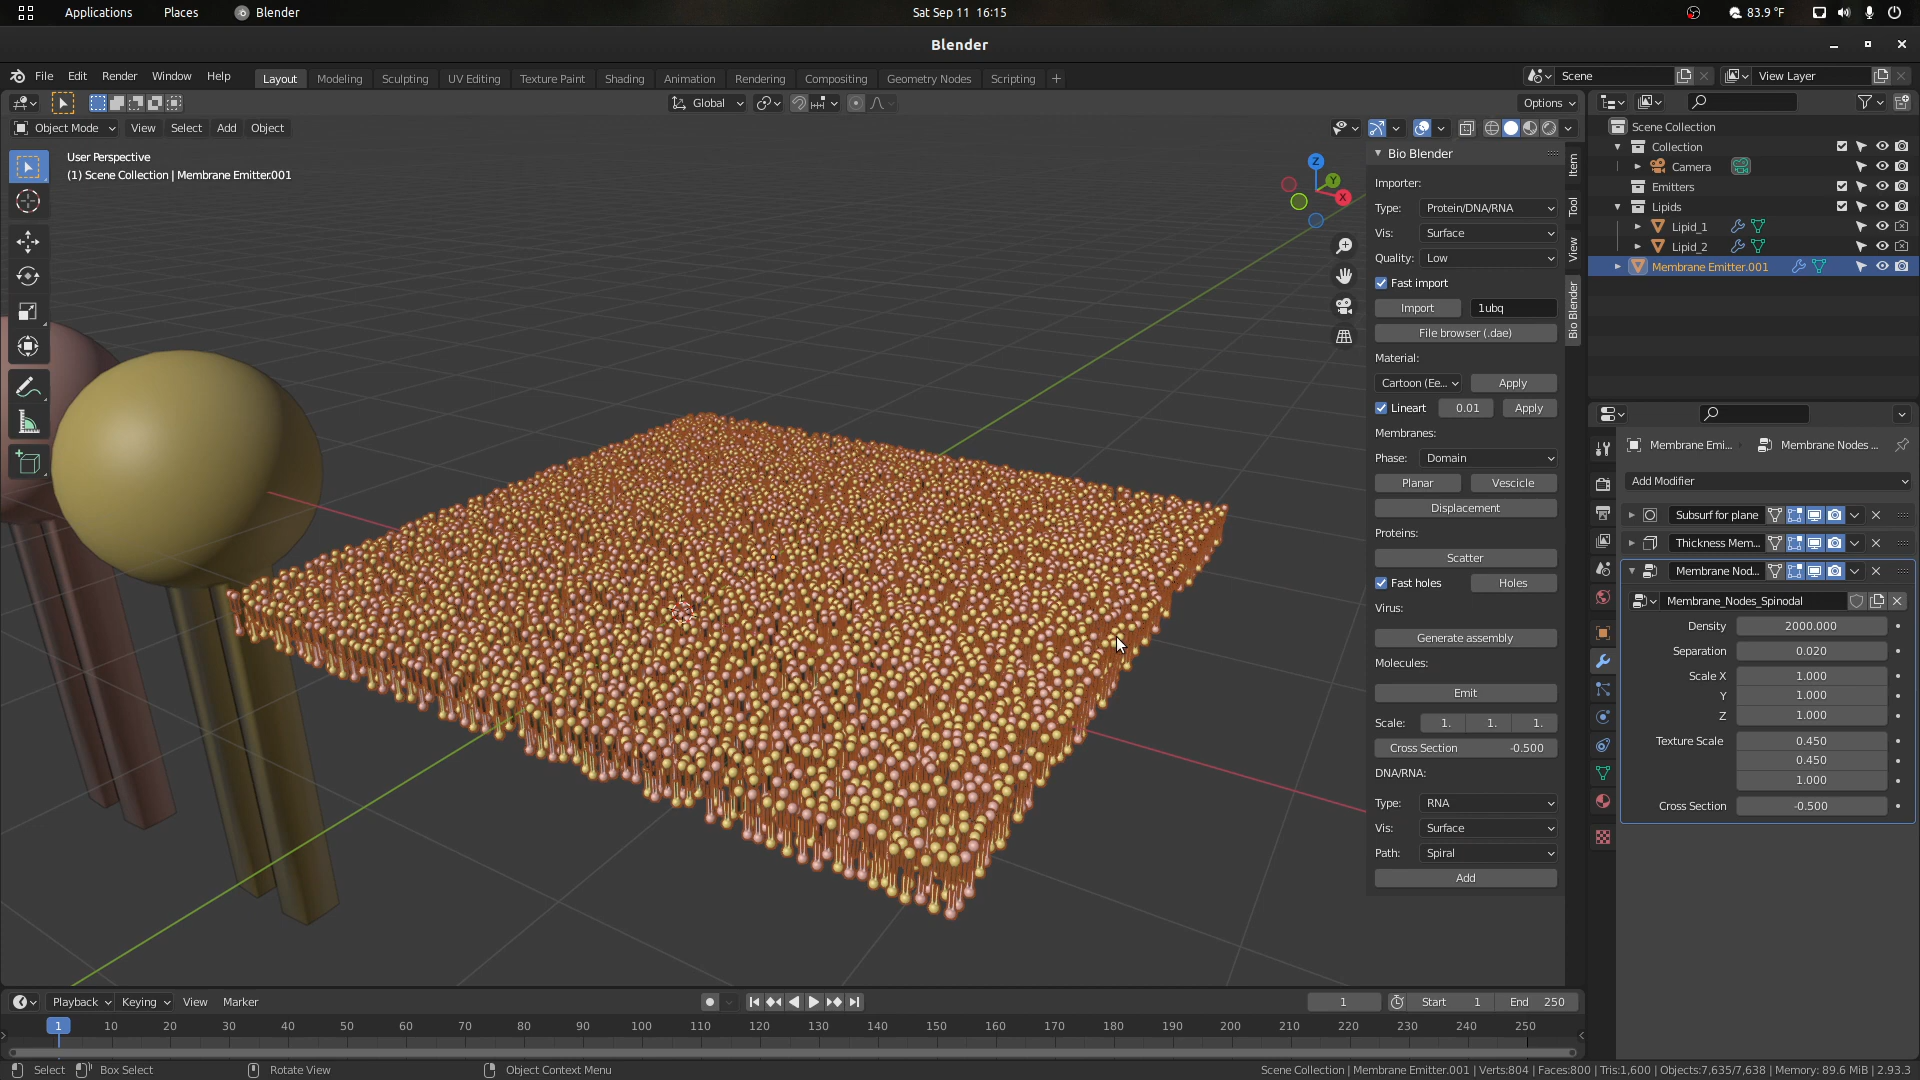 Applications Places Blender Sat Sep 11 16:15 83.9 °F
Blender
File Edit Render Window Help Layout Modeling Sculpting UV Editing Texture Paint Shading Animation Rendering Compositing Geometry Nodes Scripting + Scene View Layer
Global Options
Object Mode View Select Add Object
User Perspective
(1) Scene Collection | Membrane Emitter.001
Z
Y
X
Bio Blender
Importer:
Type: Protein/DNA/RNA
Vis: Surface
Quality: Low
Fast import
Import 1ubq
File browser (.dae)
Material:
Cartoon (Ee... Apply
Lineart 0.01 Apply
Membranes:
Phase: Domain
Planar Vescicle
Displacement
Proteins:
Scatter
Fast holes Holes
Virus:
Generate assembly
Molecules:
Emit
Scale: 1. 1. 1.
Cross Section -0.500
DNA/RNA:
Type: RNA
Vis: Surface
Path: Spiral
Add
Item
Tool
View
Bio Blender
Scene Collection
Collection
Camera
Emitters
Lipids
Lipid_1
Lipid_2
Membrane Emitter.001
Membrane Emi... Membrane Nodes ...
Add Modifier
Subsurf for plane
Thickness Mem...
Membrane Nod...
Membrane_Nodes_Spinodal
Density 2000.000
Separation 0.020
Scale X 1.000
Y 1.000
Z 1.000
Texture Scale 0.450
0.450
1.000
Cross Section -0.500
Playback Keying View Marker 1 Start 1 End 250
1 10 20 30 40 50 60 70 80 90 100 110 120 130 140 150 160 170 180 190 200 210 220 230 240 250
Select Box Select Rotate View Object Context Menu Scene Collection | Membrane Emitter.001 | Verts:804 | Faces:800 | Tris:1,600 | Objects:7,635/7,638 | Memory: 89.6 MiB | 2.93.3